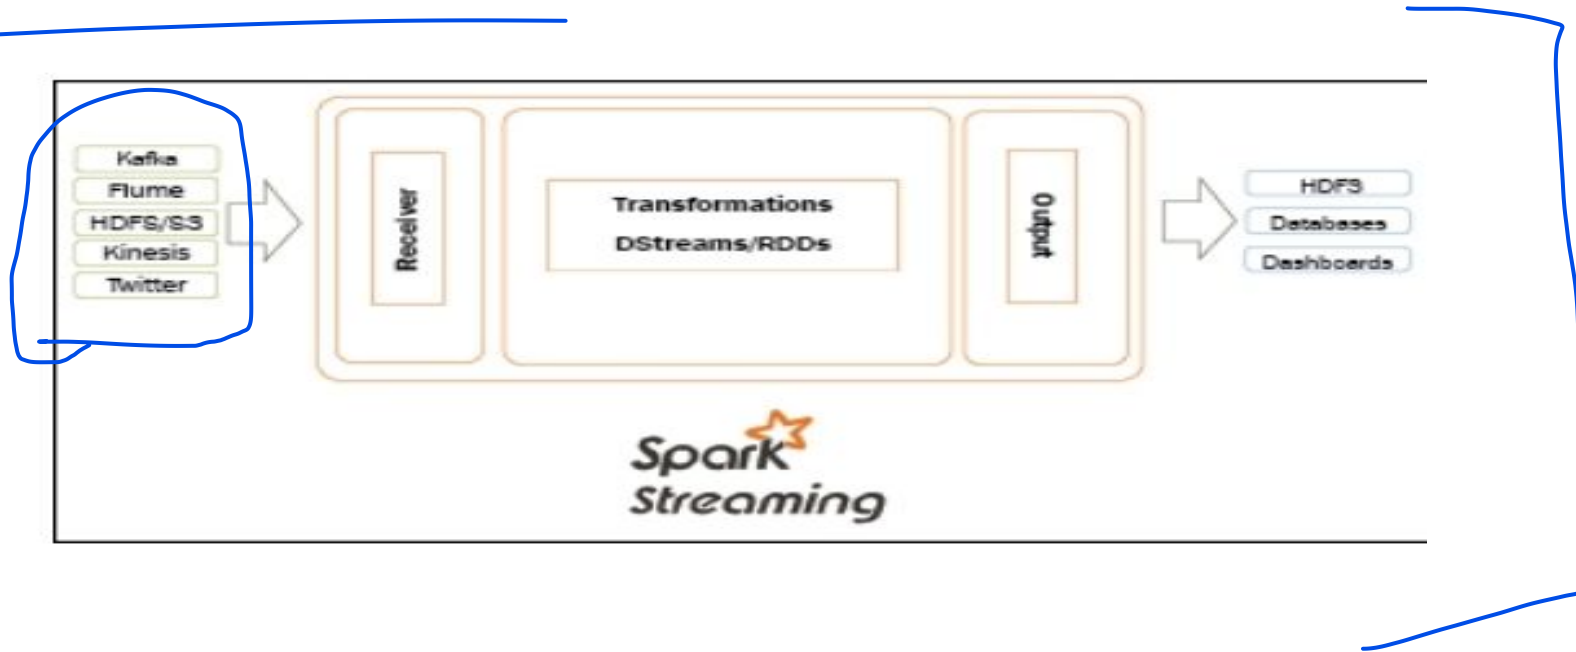 Kafka
Flume
HDFS/S3
Kinesis
Twitter
Receiver
Transformations
DStreams/RDDs
Output
HDFS
Databases
Dashboards
Spark
Streaming